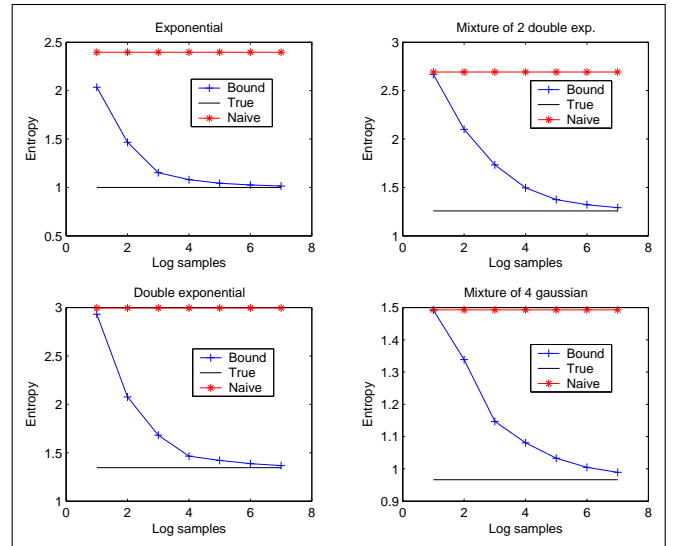 Exponential
2.5
2
1.5
1
0.5
Entropy
Bound
True
Naive
0
2
4
6
8
Log samples
Mixture of 2 double exp.
3
2.5
2
1.5
1
Entropy
Bound
True
Naive
0
2
4
6
8
Log samples
Double exponential
3
2.5
2
1.5
1
Entropy
Bound
True
Naive
0
2
4
6
8
Log samples
Mixture of 4 gaussian
1.5
1.4
1.3
1.2
1.1
1
0.9
Entropy
Bound
True
Naive
0
2
4
6
8
Log samples